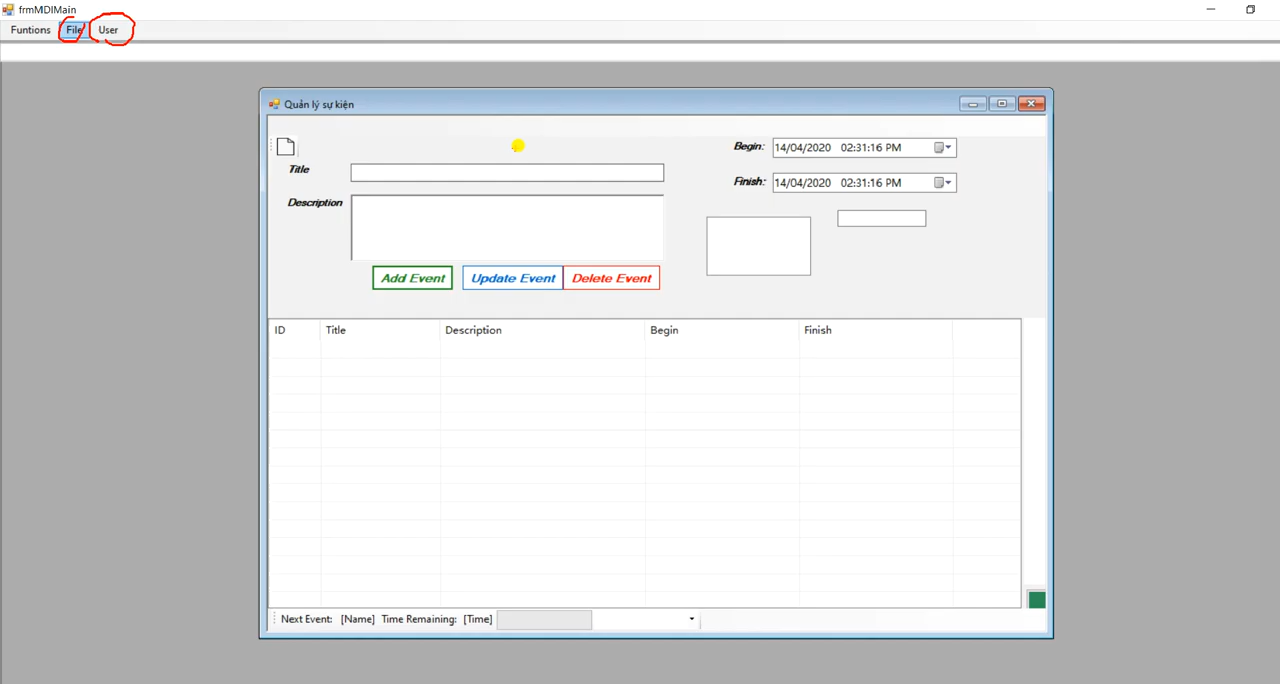 frmMDIMain
Funtions File User
Quản lý sự kiện
Begin: 14/04/2020 02:31:16 PM
Title
Finish: 14/04/2020 02:31:16 PM
Description
Add Event Update Event Delete Event
ID Title Description Begin Finish
Next Event: [Name] Time Remaining: [Time]